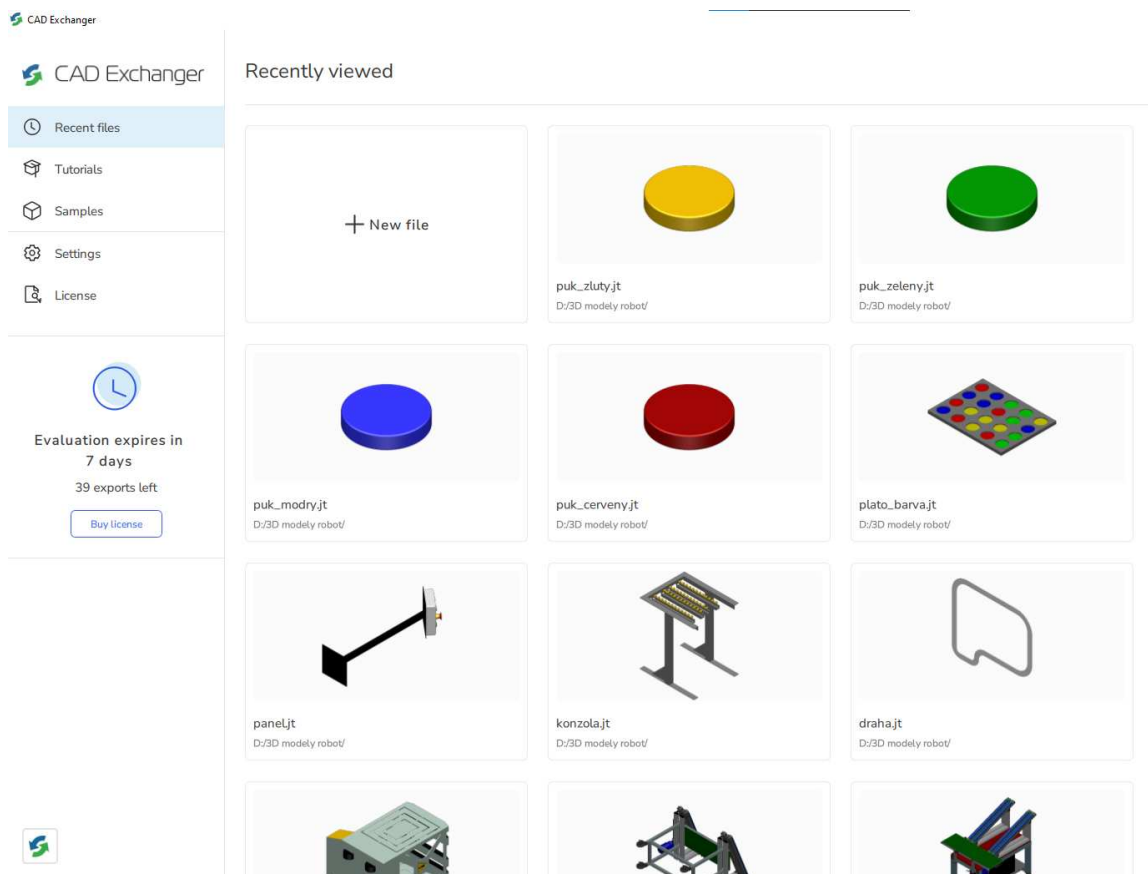 CAD Exchanger
CAD Exchanger
Recently viewed
Recent files
Tutorials
Samples
Settings
License
Evaluation expires in
7 days
39 exports left
Buy license
New file
puk_zluty.jt
D:/3D modely robot/
puk_zeleny.jt
D:/3D modely robot/
puk_modry.jt
D:/3D modely robot/
puk_cerveny.jt
D:/3D modely robot/
plato_barva.jt
D:/3D modely robot/
panel.jt
D:/3D modely robot/
konzola.jt
D:/3D modely robot/
draha.jt
D:/3D modely robot/